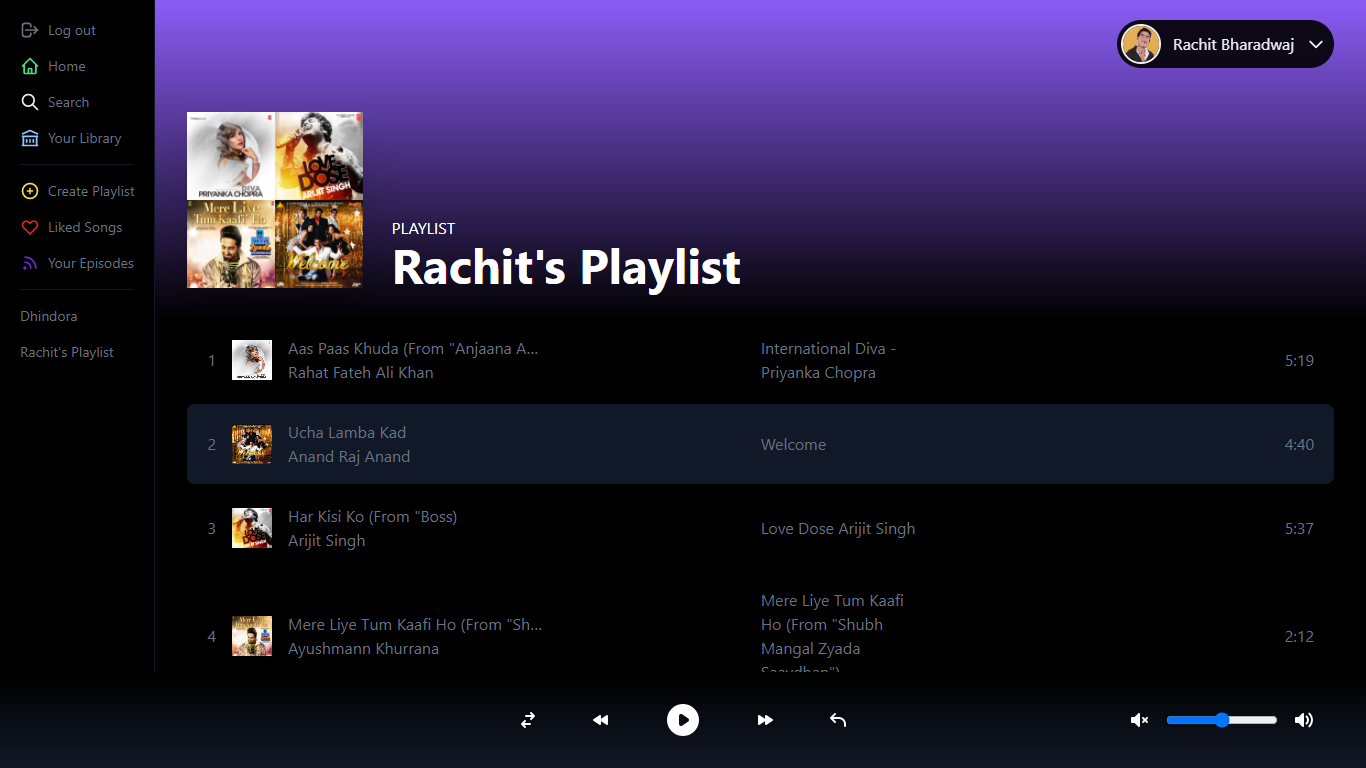 Log out
Home
Search
Your Library
Create Playlist
Liked Songs
Your Episodes
Dhindora
Rachit's Playlist
Rachit Bharadwaj
DIVA
PRIYANKA CHOPRA
LOVE
DOSE
ARIJIT SINGH
Mere Liye
Tum Kaafi Ho
Welcome
PLAYLIST
Rachit's Playlist
1
Aas Paas Khuda (From "Anjaana A...
Rahat Fateh Ali Khan
International Diva -
Priyanka Chopra
5:19
2
Ucha Lamba Kad
Anand Raj Anand
Welcome
4:40
3
Har Kisi Ko (From "Boss)
Arijit Singh
Love Dose Arijit Singh
5:37
4
Mere Liye Tum Kaafi Ho (From "Sh...
Ayushmann Khurrana
Mere Liye Tum Kaafi
Ho (From "Shubh
Mangal Zyada
Saavdhan")
2:12